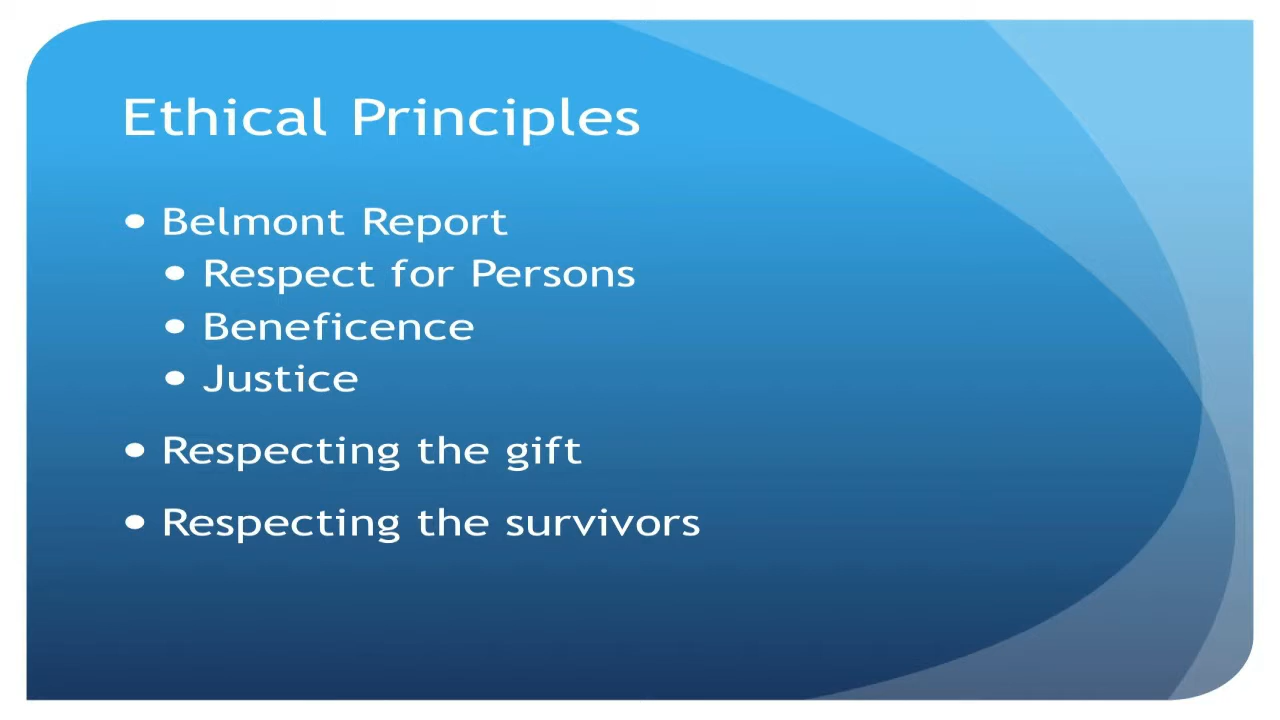 Ethical Principles
• Belmont Report
• Respect for Persons
• Beneficence
• Justice
• Respecting the gift
• Respecting the survivors